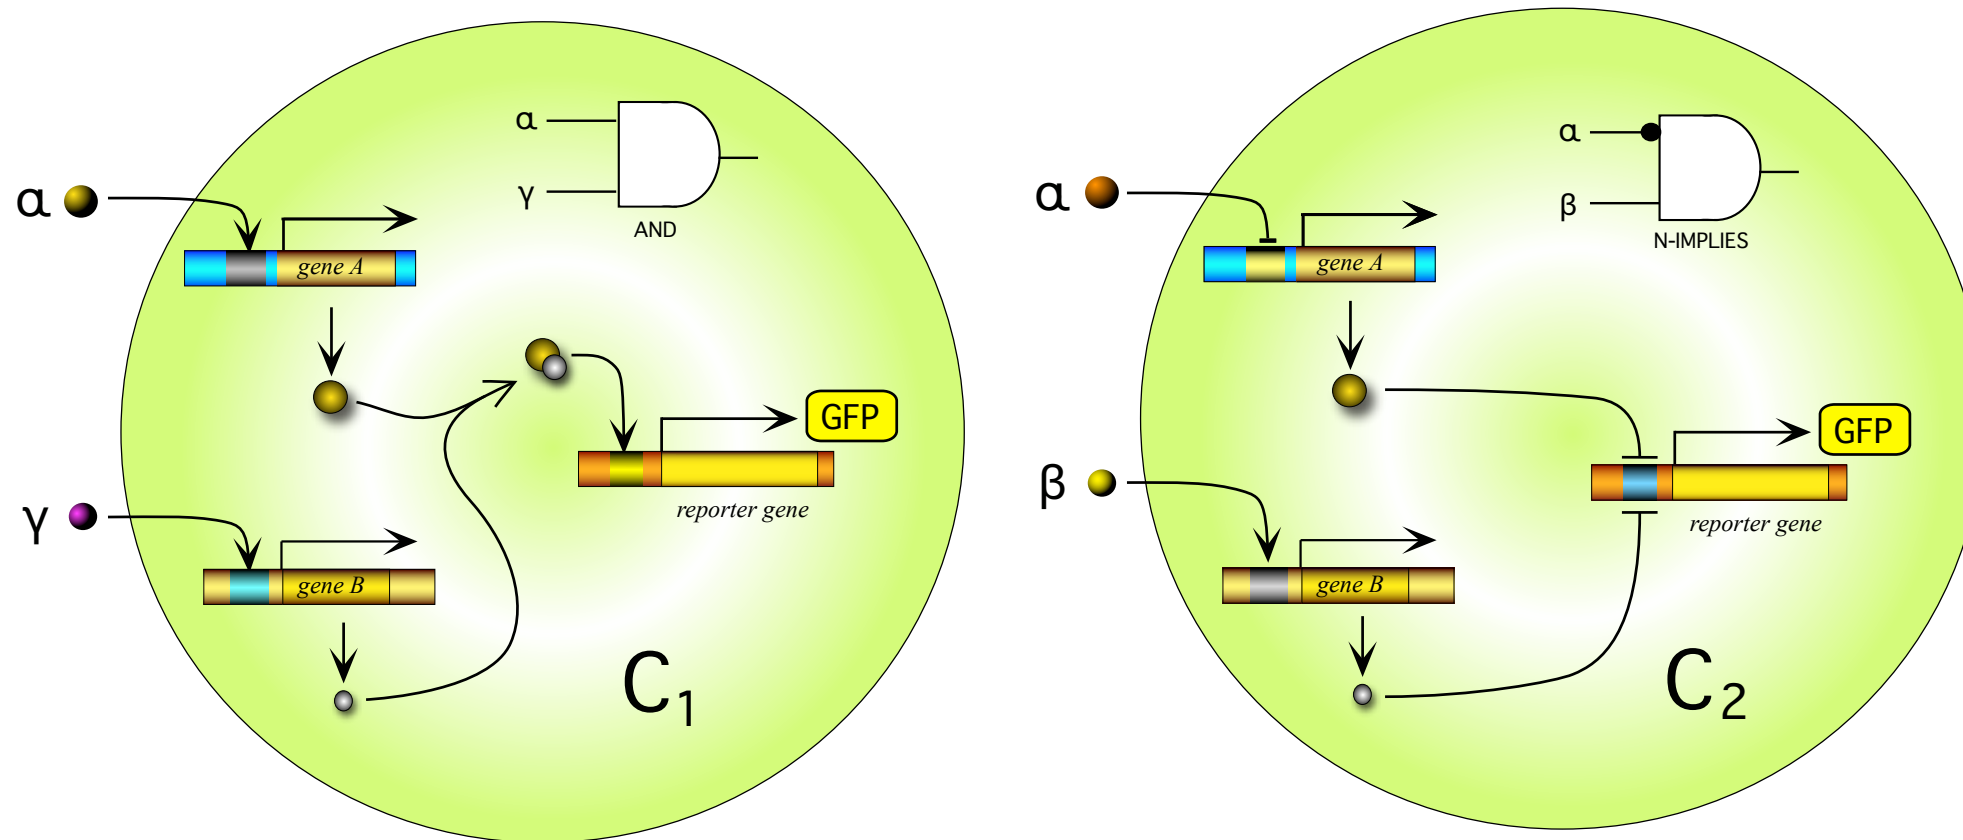 α
γ
AND
α
gene A
GFP
reporter gene
γ
gene B
C1
α
β
N-IMPLIES
α
gene A
GFP
reporter gene
β
gene B
C2